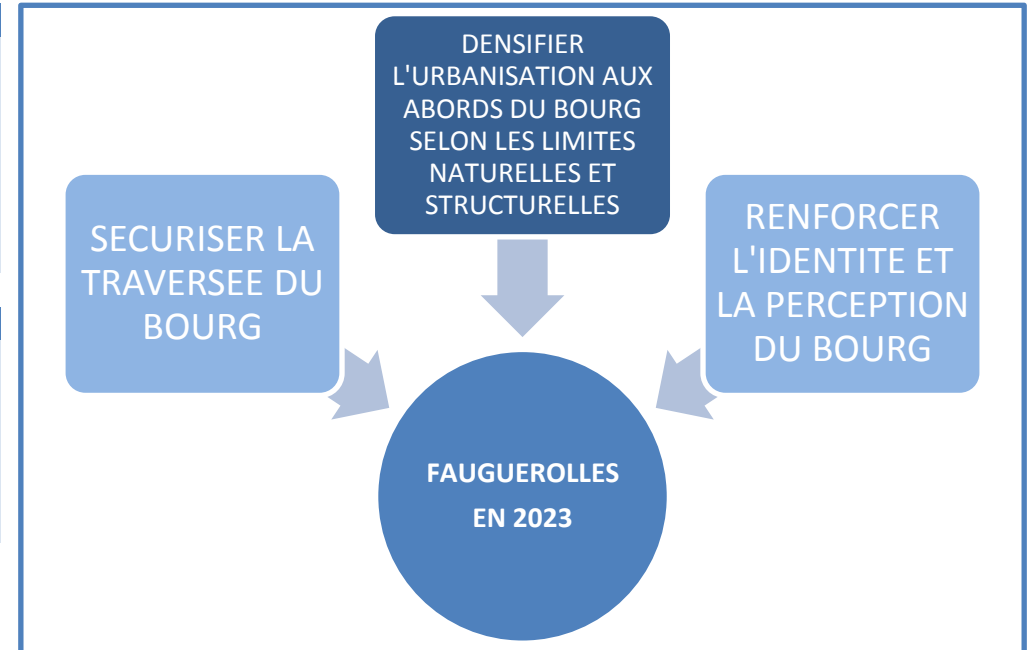 DENSIFIER
L'URBANISATION AUX
ABORDS DU BOURG
SELON LES LIMITES
NATURELLES ET
STRUCTURELLES
SECURISER LA
TRAVERSEE DU
BOURG
RENFORCER
L'IDENTITE ET
LA PERCEPTION
DU BOURG
FAUGUEROLLES
EN 2023